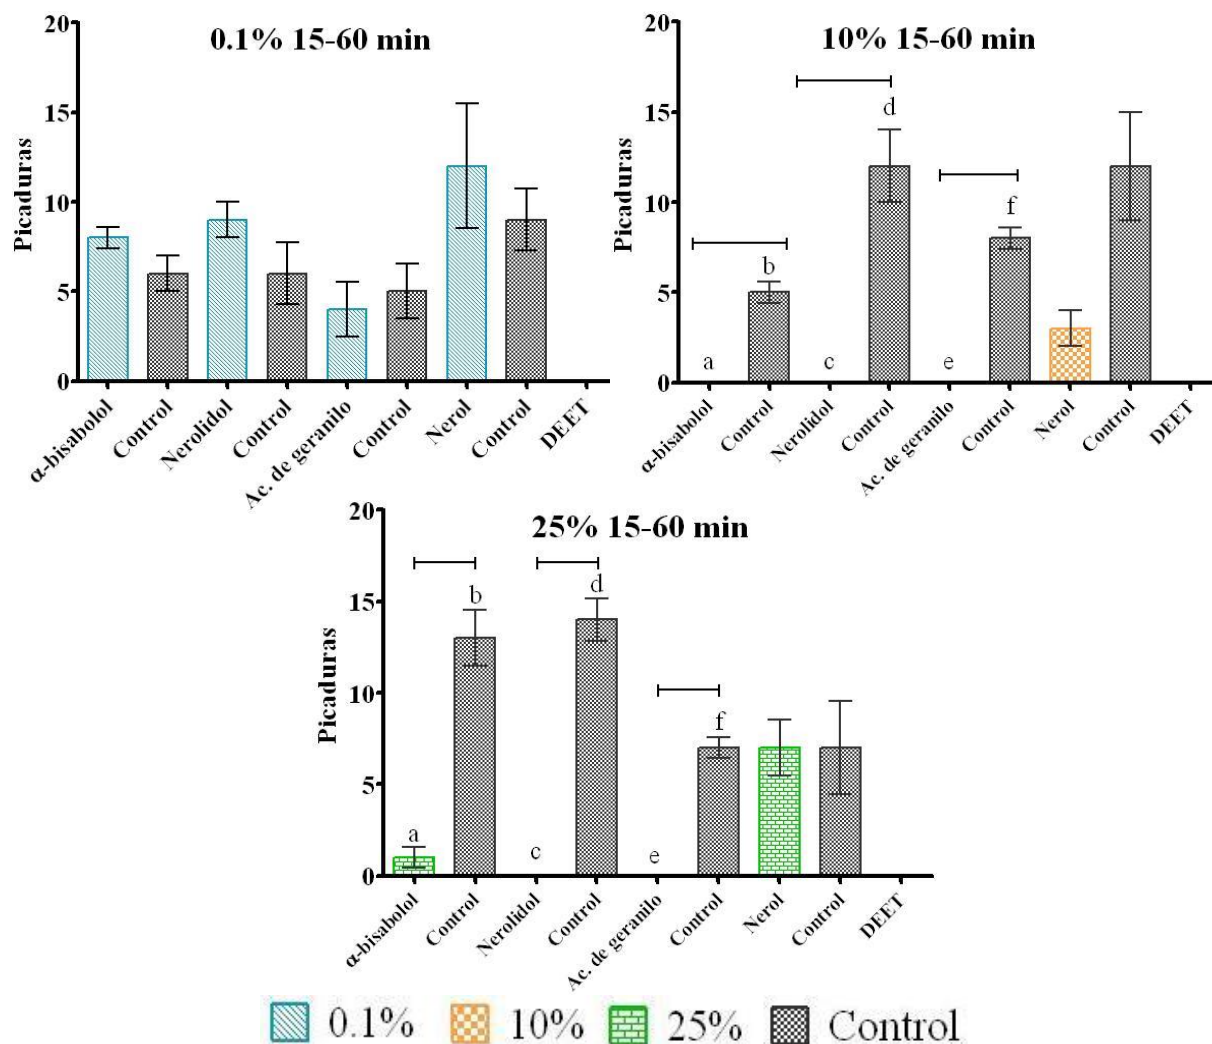 0.1% 15-60 min
Picaduras
20
15
10
5
0
α-bisabolol
Control
Nerolidol
Control
Ac. de geranilo
Control
Nerol
Control
DEET
10% 15-60 min
Picaduras
20
15
10
5
0
a
b
c
d
e
f
α-bisabolol
Control
Nerolidol
Control
Ac. de geranilo
Control
Nerol
Control
DEET
25% 15-60 min
Picaduras
20
15
10
5
0
a
b
c
d
e
f
α-bisabolol
Control
Nerolidol
Control
Ac. de geranilo
Control
Nerol
Control
DEET
0.1% 10% 25% Control